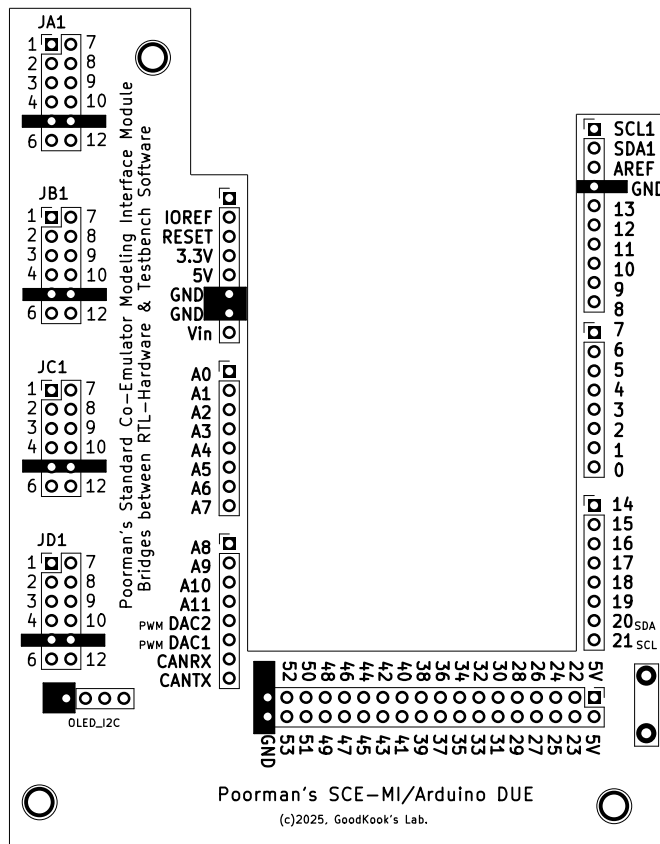 JA1
1 7
2 8
3 9
4 10
6 12
JB1
1 7
2 8
3 9
4 10
6 12
JC1
1 7
2 8
3 9
4 10
6 12
JD1
1 7
2 8
3 9
4 10
6 12
OLED_I2C
Poorman's Standard Co-Emulator Modeling Interface Module
Bridges between RTL-Hardware & Testbench Software
IOREF
RESET
3.3V
5V
GND
GND
Vin
A0
A1
A2
A3
A4
A5
A6
A7
A8
A9
A10
A11
PWM DAC2
PWM DAC1
CANRX
CANTX
SCL1
SDA1
AREF
GND
13
12
11
10
9
8
7
6
5
4
3
2
1
0
14
15
16
17
18
19
20 SDA
21 SCL
52 50 48 46 44 42 40 38 36 34 32 30 28 26 24 22 5V
GND 53 51 49 47 45 43 41 39 37 35 33 31 29 27 25 23 5V
Poorman's SCE-MI/Arduino DUE
(c)2025, GoodKook's Lab.